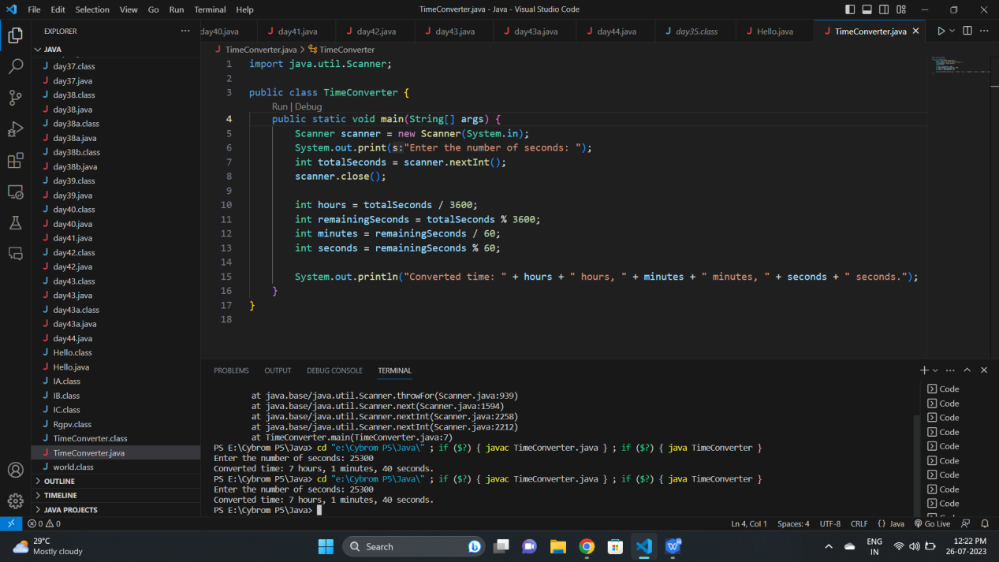 File Edit Selection View Go Run Terminal Help
TimeConverter.java - Java - Visual Studio Code
EXPLORER
JAVA
day37.class
day37.java
day38.class
day38.java
day38a.class
day38a.java
day38b.class
day38b.java
day39.class
day39.java
day40.class
day40.java
day41.java
day42.class
day42.java
day43.class
day43.java
day43a.class
day43a.java
day44.java
Hello.class
Hello.java
IA.class
IB.class
IC.class
Rgpv.class
TimeConverter.class
TimeConverter.java
world.class
OUTLINE
TIMELINE
JAVA PROJECTS
day40.java day41.java day42.java day43.java day43a.java day44.java day35.class Hello.java TimeConverter.java
TimeConverter.java > TimeConverter
1 import java.util.Scanner;
2
3 public class TimeConverter {
Run | Debug
4 public static void main(String[] args) {
5 Scanner scanner = new Scanner(System.in);
6 System.out.print(s:"Enter the number of seconds: ");
7 int totalSeconds = scanner.nextInt();
8 scanner.close();
9
10 int hours = totalSeconds / 3600;
11 int remainingSeconds = totalSeconds % 3600;
12 int minutes = remainingSeconds / 60;
13 int seconds = remainingSeconds % 60;
14
15 System.out.println("Converted time: " + hours + " hours, " + minutes + " minutes, " + seconds + " seconds.");
16 }
17 }
18
PROBLEMS OUTPUT DEBUG CONSOLE TERMINAL
at java.base/java.util.Scanner.throwFor(Scanner.java:939)
at java.base/java.util.Scanner.next(Scanner.java:1594)
at java.base/java.util.Scanner.nextInt(Scanner.java:2258)
at java.base/java.util.Scanner.nextInt(Scanner.java:2212)
at TimeConverter.main(TimeConverter.java:7)
PS E:\Cybrom P5\Java> cd "e:\Cybrom P5\Java\" ; if ($?) { javac TimeConverter.java } ; if ($?) { java TimeConverter }
Enter the number of seconds: 25300
Converted time: 7 hours, 1 minutes, 40 seconds.
PS E:\Cybrom P5\Java> cd "e:\Cybrom P5\Java\" ; if ($?) { javac TimeConverter.java } ; if ($?) { java TimeConverter }
Enter the number of seconds: 25300
Converted time: 7 hours, 1 minutes, 40 seconds.
PS E:\Cybrom P5\Java>
Code
Code
Code
Code
Code
Code
Code
Code
Code
0 0
Ln 4, Col 1 Spaces: 4 UTF-8 CRLF {} Java Go Live
29°C
Mostly cloudy
Search
ENG
IN
12:22 PM
26-07-2023